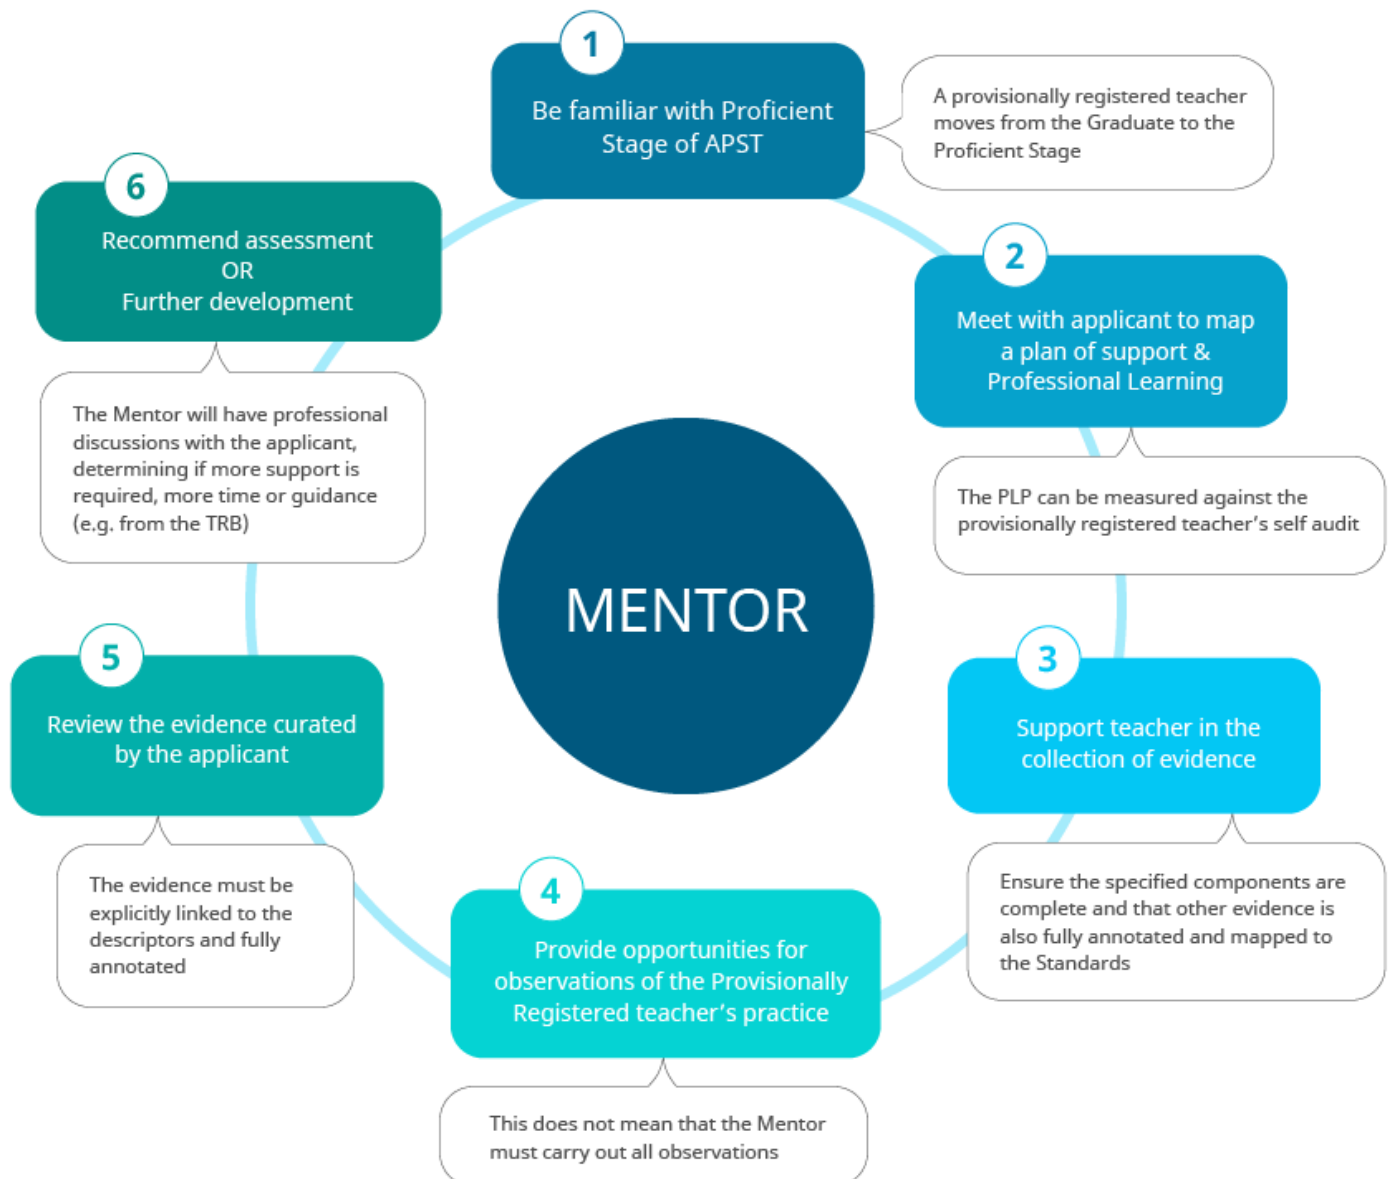 1
Be familiar with Proficient
Stage of APST
A provisionally registered teacher
moves from the Graduate to the
Proficient Stage
2
Meet with applicant to map
a plan of support &
Professional Learning
The PLP can be measured against the
provisionally registered teacher’s self audit
3
Support teacher in the
collection of evidence
Ensure the specified components are
complete and that other evidence is
also fully annotated and mapped to
the Standards
4
Provide opportunities for
observations of the Provisionally
Registered teacher’s practice
This does not mean that the Mentor
must carry out all observations
5
Review the evidence curated
by the applicant
The evidence must be
explicitly linked to the
descriptors and fully
annotated
6
Recommend assessment
OR
Further development
The Mentor will have professional
discussions with the applicant,
determining if more support is
required, more time or guidance
(e.g. from the TRB)
MENTOR